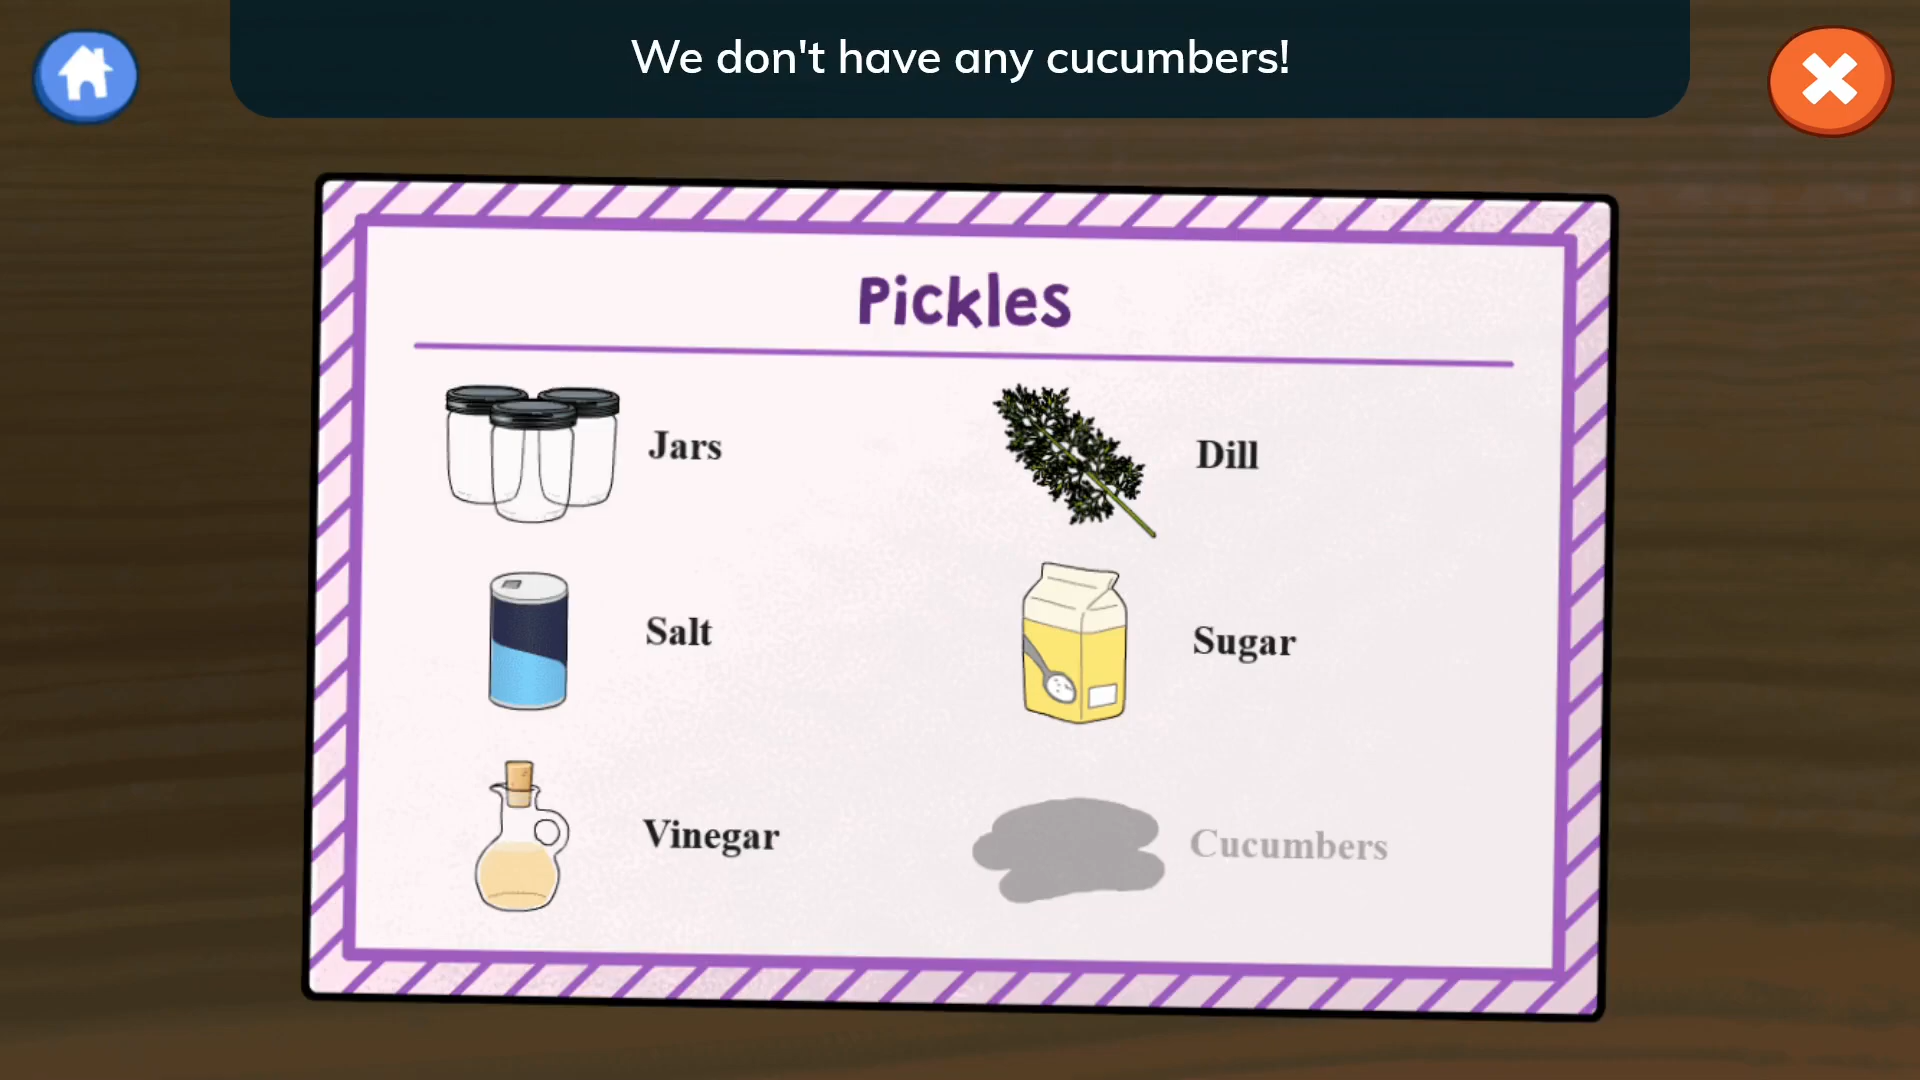 We don't have any cucumbers!
Pickles
Jars
Dill
Salt
Sugar
Vinegar
Cucumbers